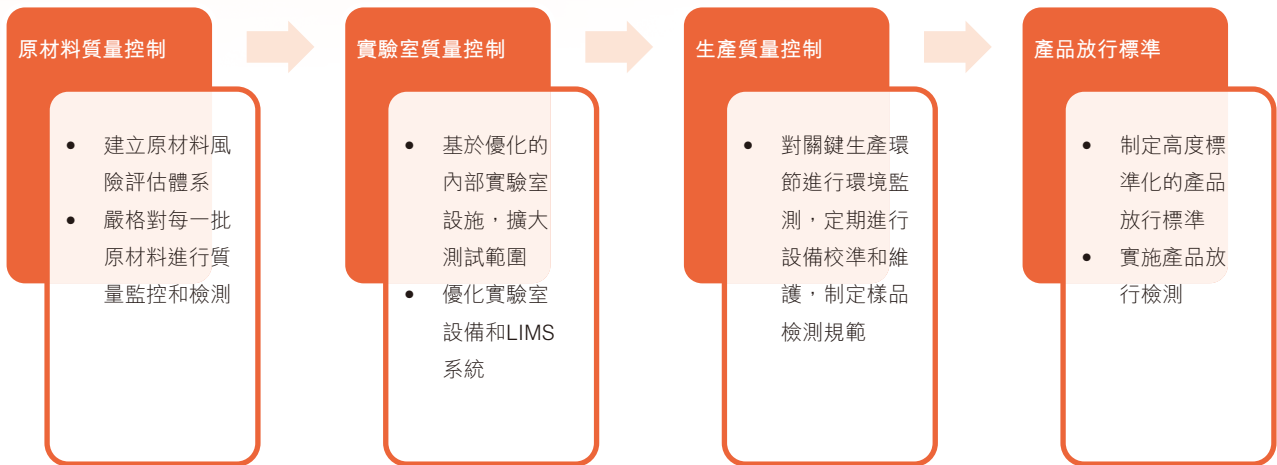 原材料質量控制
• 建立原材料風
險評估體系
• 嚴格對每一批
原材料進行質
量監控和檢測
實驗室質量控制
• 基於優化的
內部實驗室
設施，擴大
測試範圍
• 優化實驗室
設備和LIMS
系統
生產質量控制
• 對關鍵生產環
節進行環境監
測，定期進行
設備校準和維
護，制定樣品
檢測規範
產品放行標準
• 制定高度標
準化的產品
放行標準
• 實施產品放
行檢測